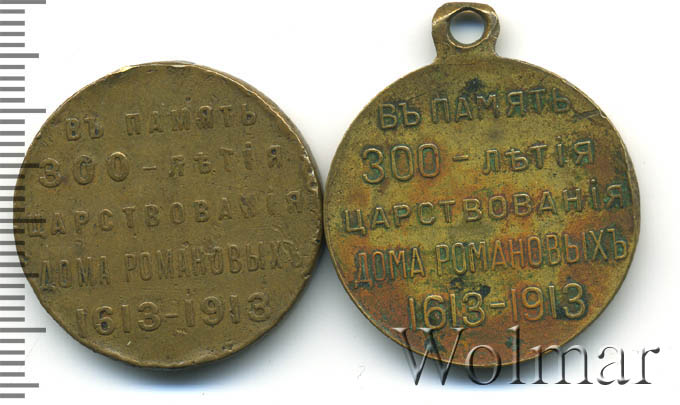 ВЪ ПАМЯТЬ
300-ЛѢТІЯ
ЦАРСТВОВАНІЯ
ДОМА РОМАНОВЫХЪ
1613-1913
ВЪ ПАМЯТЬ
300-ЛѢТІЯ
ЦАРСТВОВАНІЯ
ДОМА РОМАНОВЫХЪ
1613-1913
Wolmar